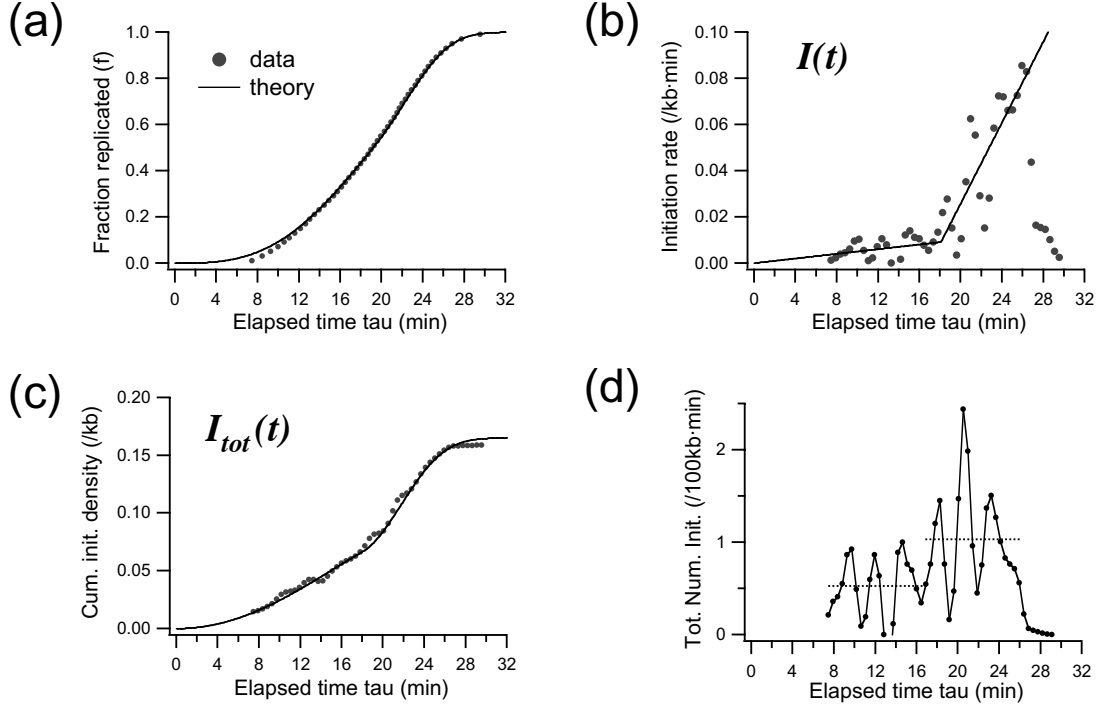 (a)
Fraction replicated (f)
1.0
0.8
0.6
0.4
0.2
0.0
data
theory
0 4 8 12 16 20 24 28 32
Elapsed time tau (min)
(b)
Initiation rate (/kb·min)
0.10
0.08
0.06
0.04
0.02
0.00
I(t)
0 4 8 12 16 20 24 28 32
Elapsed time tau (min)
(c)
Cum. init. density (/kb)
0.20
0.15
0.10
0.05
0.00
Itot(t)
0 4 8 12 16 20 24 28 32
Elapsed time tau (min)
(d)
Tot. Num. Init. (/100kb·min)
2
1
0
0 4 8 12 16 20 24 28 32
Elapsed time tau (min)